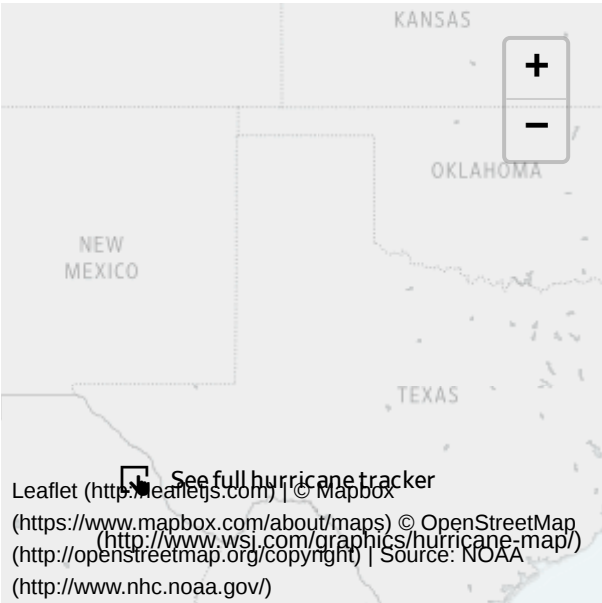 KANSAS
+
−
OKLAHOMA
NEW
MEXICO
TEXAS
See full hurricane tracker
(http://www.wsj.com/graphics/hurricane-map/)
Leaflet (http://leafletjs.com) | © Mapbox
(https://www.mapbox.com/about/maps) © OpenStreetMap
(http://openstreetmap.org/copyright) | Source: NOAA
(http://www.nhc.noaa.gov/)